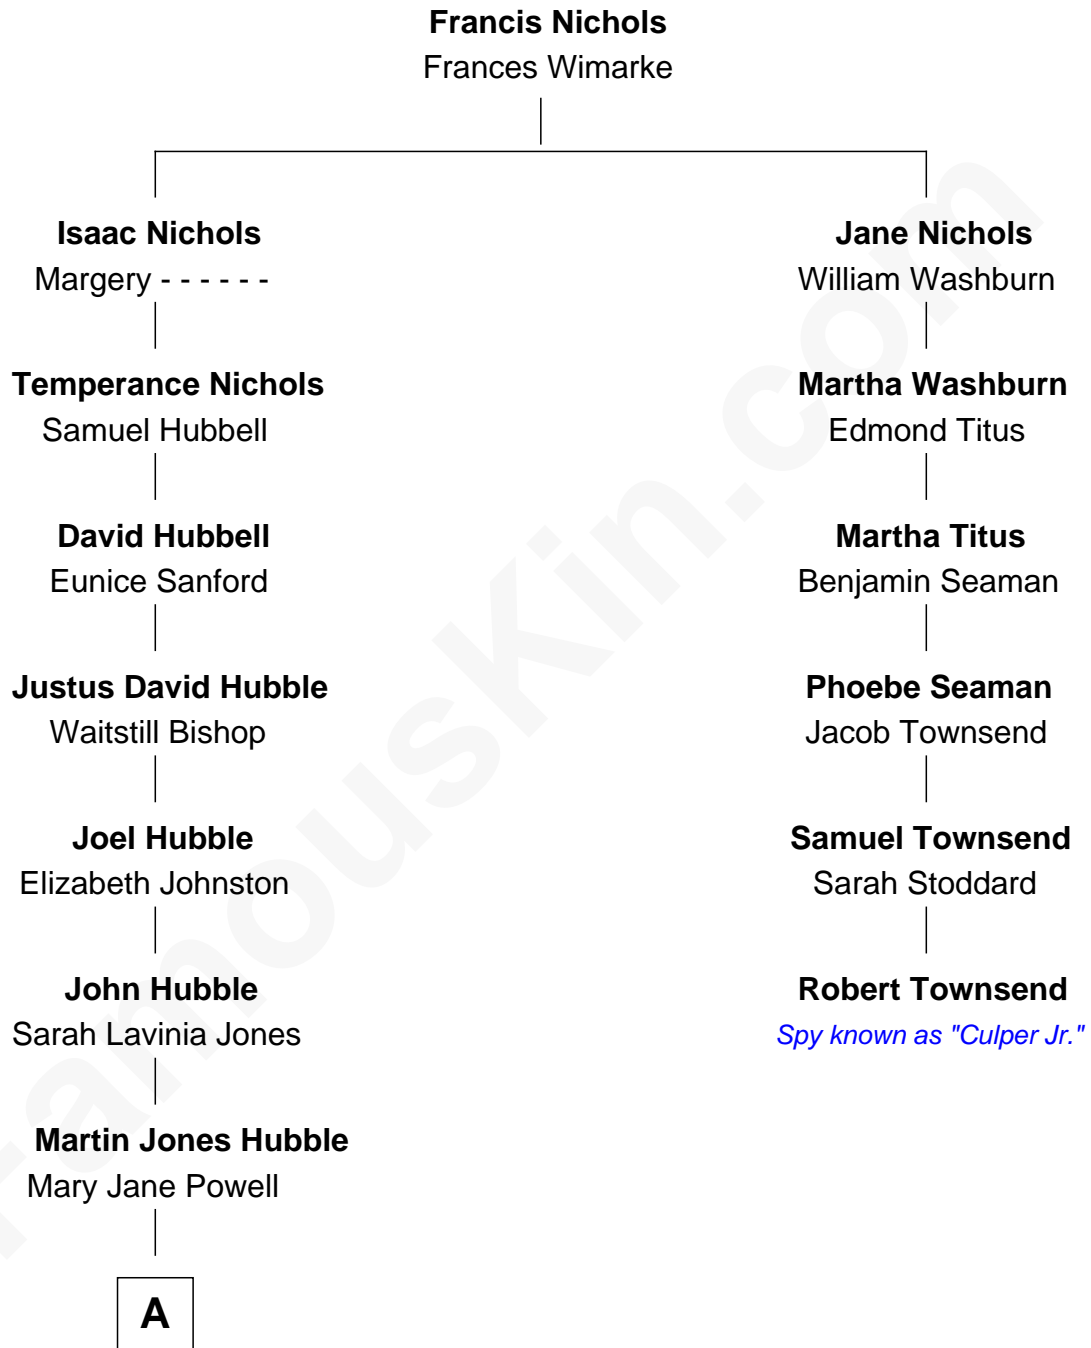 Francis Nichols
Frances Wimarke
Isaac Nichols
Margery - - - - - -
Jane Nichols
William Washburn
Temperance Nichols
Samuel Hubbell
Martha Washburn
Edmond Titus
David Hubbell
Eunice Sanford
Martha Titus
Benjamin Seaman
Justus David Hubble
Waitstill Bishop
Phoebe Seaman
Jacob Townsend
Joel Hubble
Elizabeth Johnston
Samuel Townsend
Sarah Stoddard
John Hubble
Sarah Lavinia Jones
Robert Townsend
Spy known as "Culper Jr."
Martin Jones Hubble
Mary Jane Powell
A
FamousKin.com